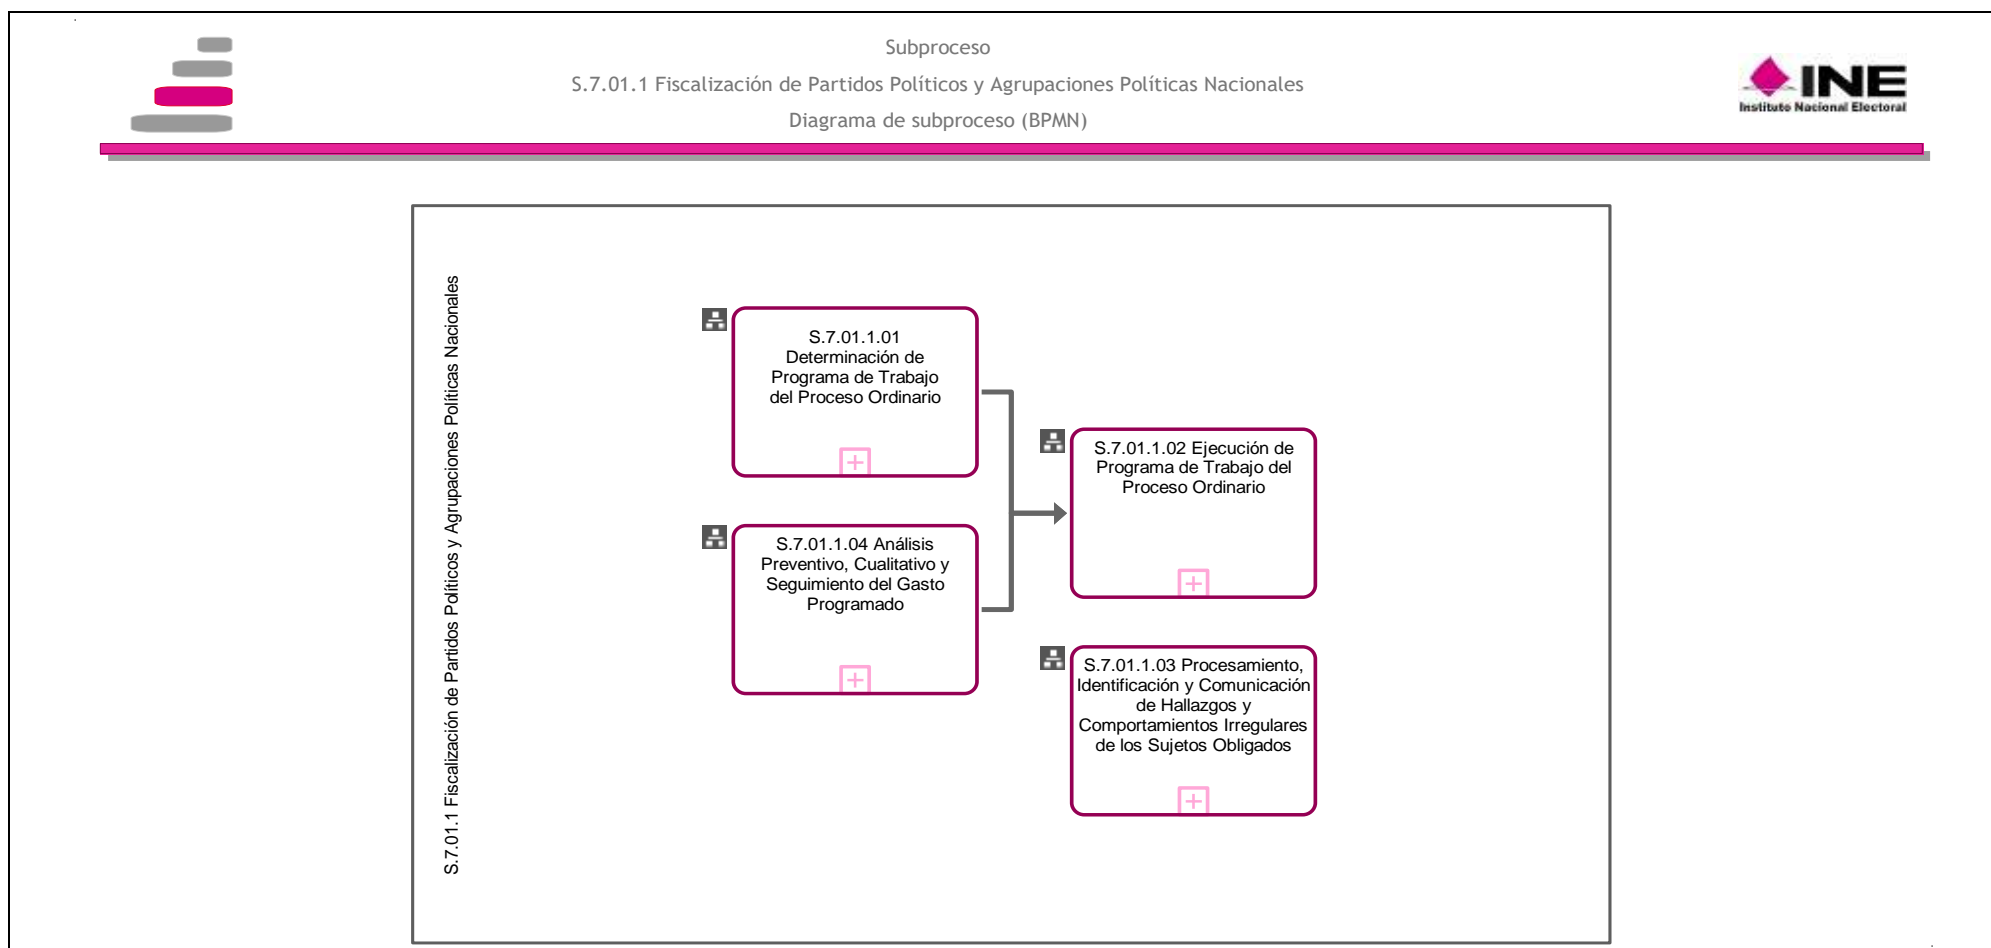 Subproceso
S.7.01.1 Fiscalización de Partidos Políticos y Agrupaciones Políticas Nacionales
Diagrama de subproceso (BPMN)
INE
Instituto Nacional Electoral
S.7.01.1 Fiscalización de Partidos Políticos y Agrupaciones Políticas Nacionales
S.7.01.1.01
Determinación de
Programa de Trabajo
del Proceso Ordinario
S.7.01.1.04 Análisis
Preventivo, Cualitativo y
Seguimiento del Gasto
Programado
S.7.01.1.02 Ejecución de
Programa de Trabajo del
Proceso Ordinario
S.7.01.1.03 Procesamiento,
Identificación y Comunicación
de Hallazgos y
Comportamientos Irregulares
de los Sujetos Obligados